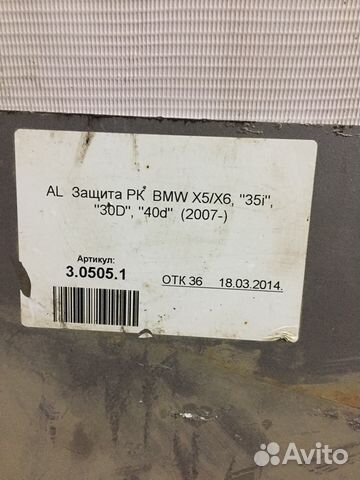 AL Защита РК BMW X5/X6, "35i",
"30D", "40d" (2007-)
Артикул:
3.0505.1
ОТК 36 18.03.2014.
Avito